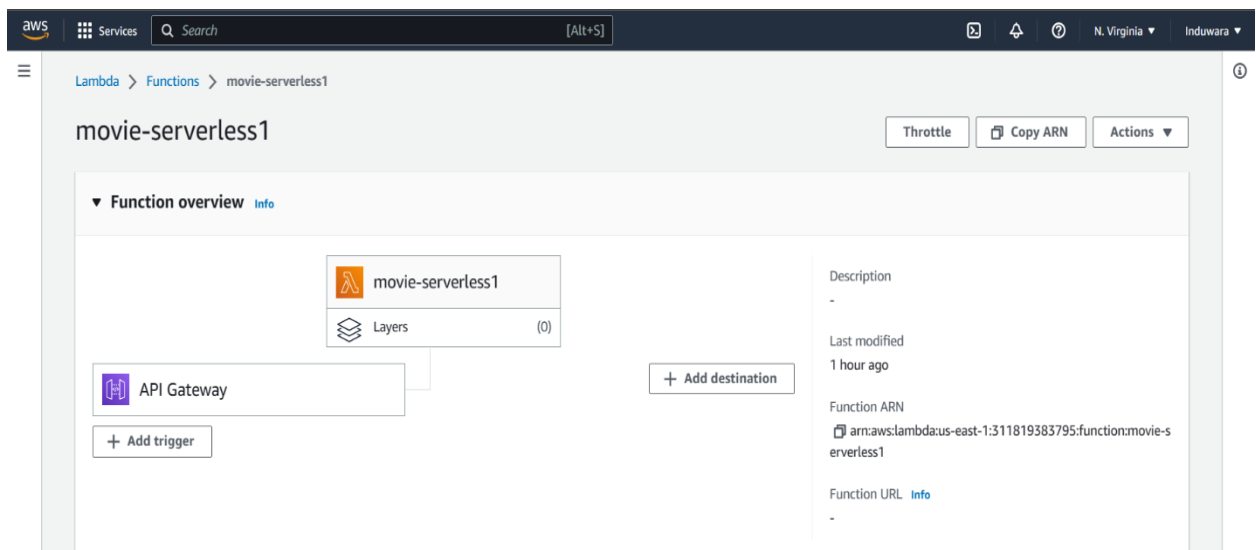 aws Services Search [Alt+S] N. Virginia ▼ Induwara ▼
Lambda > Functions > movie-serverless1
movie-serverless1
Throttle Copy ARN Actions ▼
▼ Function overview Info
movie-serverless1
Layers (0)
API Gateway
+ Add trigger
+ Add destination
Description
-
Last modified
1 hour ago
Function ARN
arn:aws:lambda:us-east-1:311819383795:function:movie-s
erverless1
Function URL Info
-